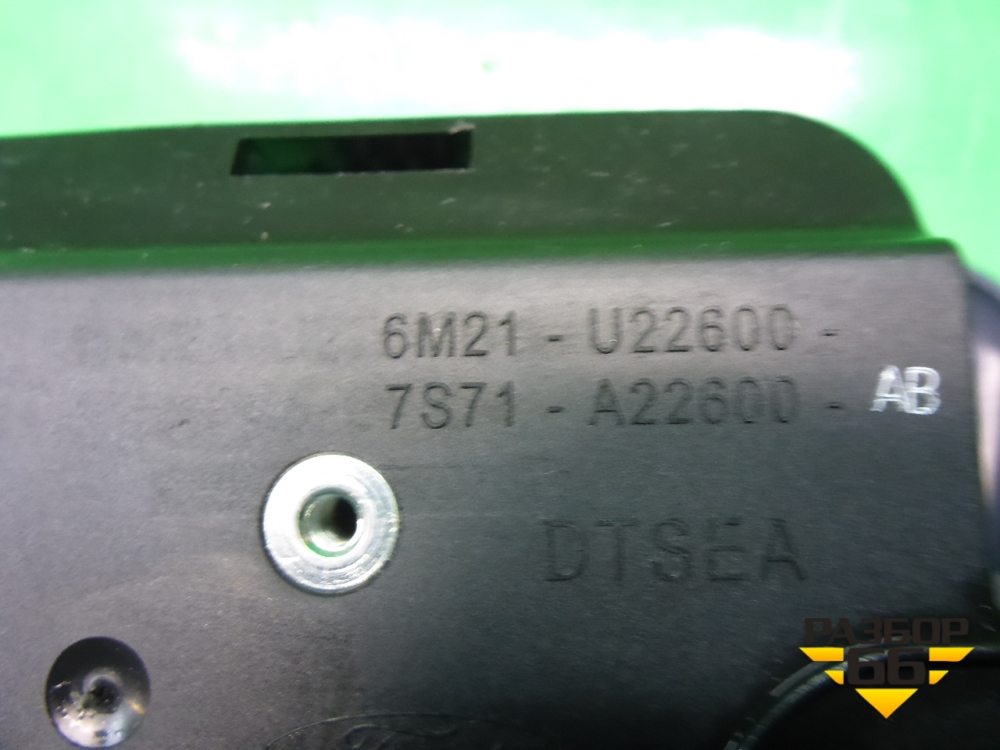 6M21 - U22600 -
7S71 - A22600 - AB
DTSEA
РАЗБОР
66